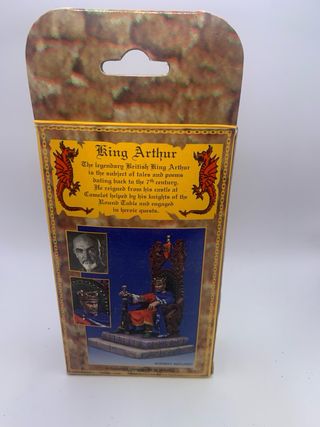 King Arthur
The legendary British King Arthur
is the subject of tales and poems
dating back to the 7th century.
He reigned from his castle at
Camelot helped by his knights of the
Round Table and engaged
in heroic quests.